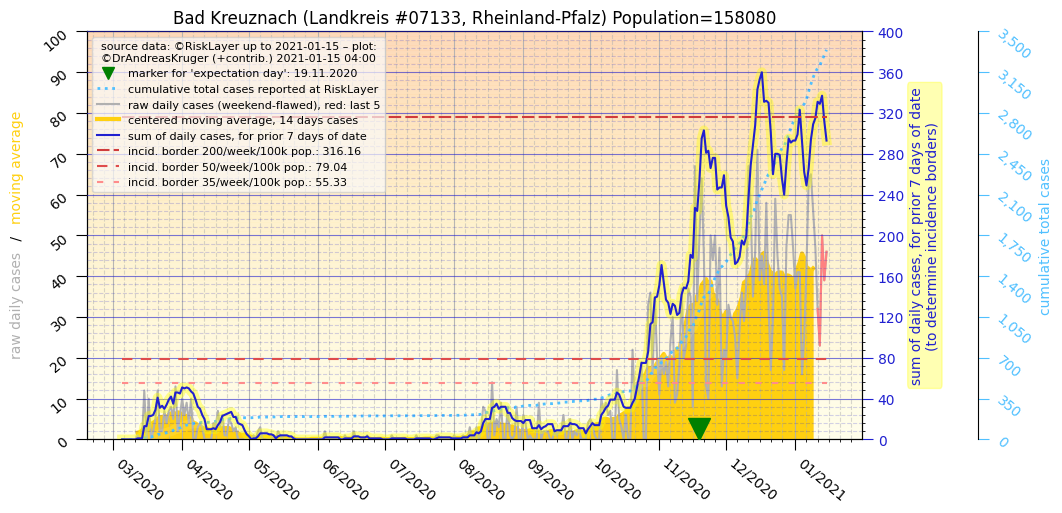 Bad Kreuznach (Landkreis #07133, Rheinland-Pfalz) Population=158080
source data: ©RiskLayer up to 2021-01-15 – plot:
©DrAndreasKruger (+contrib.) 2021-01-15 04:00
marker for 'expectation day': 19.11.2020
cumulative total cases reported at RiskLayer
raw daily cases (weekend-flawed), red: last 5
centered moving average, 14 days
sum of daily cases, for prior 7 days of date
incid. border 200/week/100k pop.: 316.16
incid. border 50/week/100k pop.: 79.04
incid. border 35/week/100k pop.: 55.33
raw daily cases / moving average
100
90
80
70
60
50
40
30
20
10
0
03/2020
04/2020
05/2020
06/2020
07/2020
08/2020
09/2020
10/2020
11/2020
12/2020
01/2021
400
360
320
280
240
200
160
120
80
40
0
sum of daily cases, for prior 7 days of date
(to determine incidence borders)
3,500
3,150
2,800
2,450
2,100
1,750
1,400
1,050
700
350
0
cumulative total cases